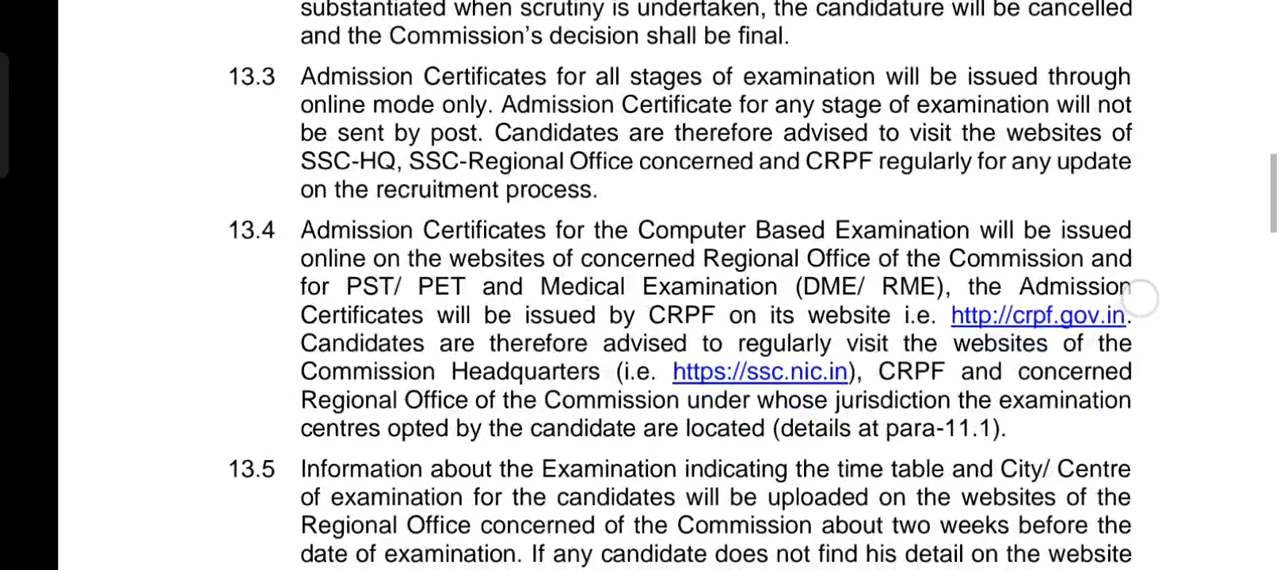 substantiated when scrutiny is undertaken, the candidature will be cancelled
and the Commission's decision shall be final.
13.3 Admission Certificates for all stages of examination will be issued through
online mode only. Admission Certificate for any stage of examination will not
be sent by post. Candidates are therefore advised to visit the websites of
SSC-HQ, SSC-Regional Office concerned and CRPF regularly for any update
on the recruitment process.
13.4 Admission Certificates for the Computer Based Examination will be issued
online on the websites of concerned Regional Office of the Commission and
for PST/ PET and Medical Examination (DME/ RME), the Admission
Certificates will be issued by CRPF on its website i.e. http://crpf.gov.in.
Candidates are therefore advised to regularly visit the websites of the
Commission Headquarters (i.e. https://ssc.nic.in), CRPF and concerned
Regional Office of the Commission under whose jurisdiction the examination
centres opted by the candidate are located (details at para-11.1).
13.5 Information about the Examination indicating the time table and City/ Centre
of examination for the candidates will be uploaded on the websites of the
Regional Office concerned of the Commission about two weeks before the
date of examination. If any candidate does not find his detail on the website